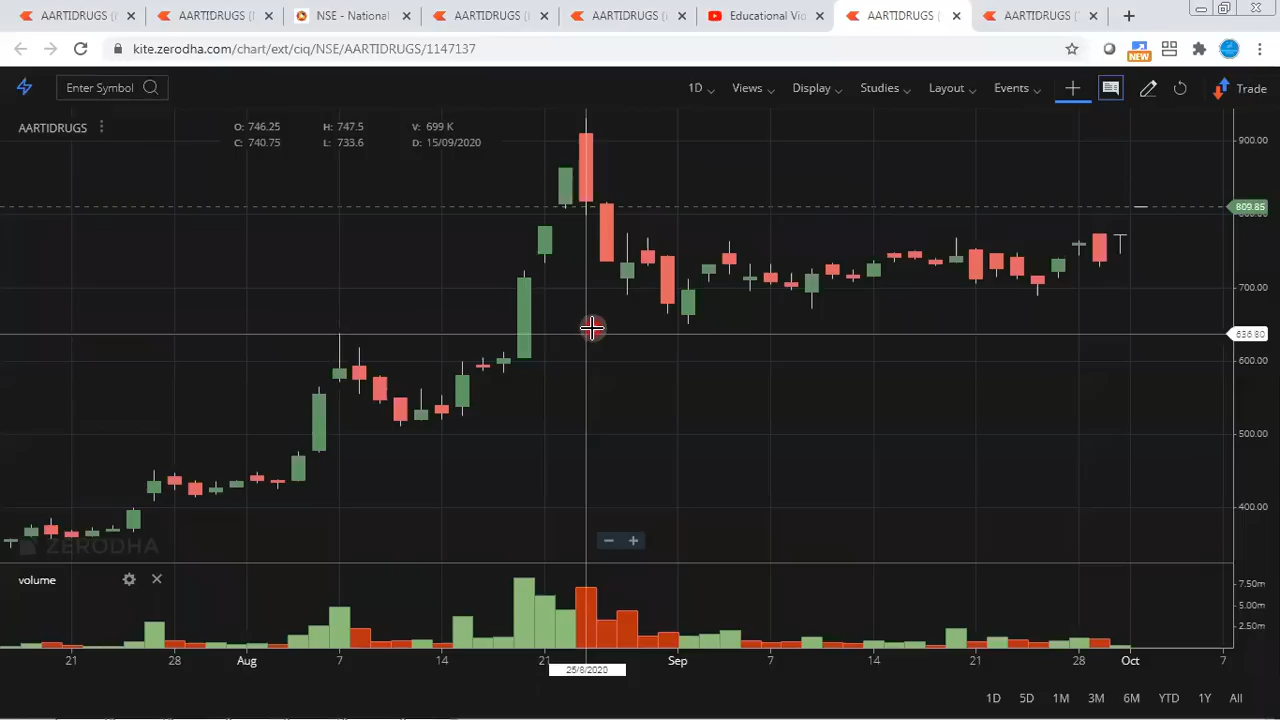 AARTIDRUGS (
AARTIDRUGS (
NSE - National
AARTIDRUGS (
AARTIDRUGS (
Educational Vi
AARTIDRUGS (
AARTIDRUGS (
kite.zerodha.com/chart/ext/ciq/NSE/AARTIDRUGS/1147137
NEW
Enter Symbol
1D Views Display Studies Layout Events Trade
AARTIDRUGS
O: 746.25 H: 747.5 V: 699 K
C: 740.75 L: 733.6 D: 15/09/2020
900.00
809.85
700.00
636.80
600.00
500.00
400.00
ZERODHA
volume
7.50m
5.00m
2.50m
21 28 Aug 7 14 21 Sep 7 14 21 28 Oct 7
25/8/2020
1D 5D 1M 3M 6M YTD 1Y All